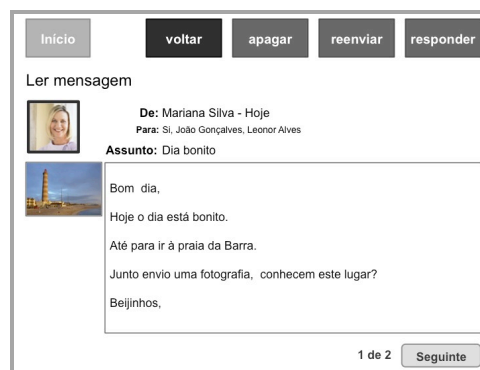 Início voltar apagar reenviar responder
Ler mensagem
De: Mariana Silva - Hoje
Para: Si, João Gonçalves, Leonor Alves
Assunto: Dia bonito
Bom dia,
Hoje o dia está bonito.
Até para ir à praia da Barra.
Junto envio uma fotografia, conhecem este lugar?
Beijinhos,
1 de 2 Seguinte